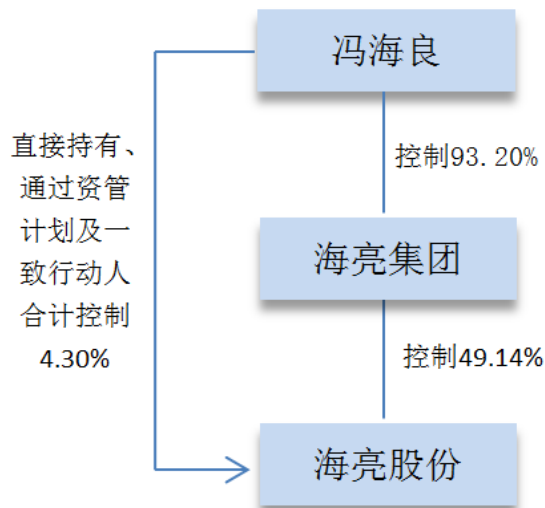 冯海良
控制93.20%
直接持有、
通过资管
计划及一
致行动人
合计控制
4.30%
海亮集团
控制49.14%
海亮股份